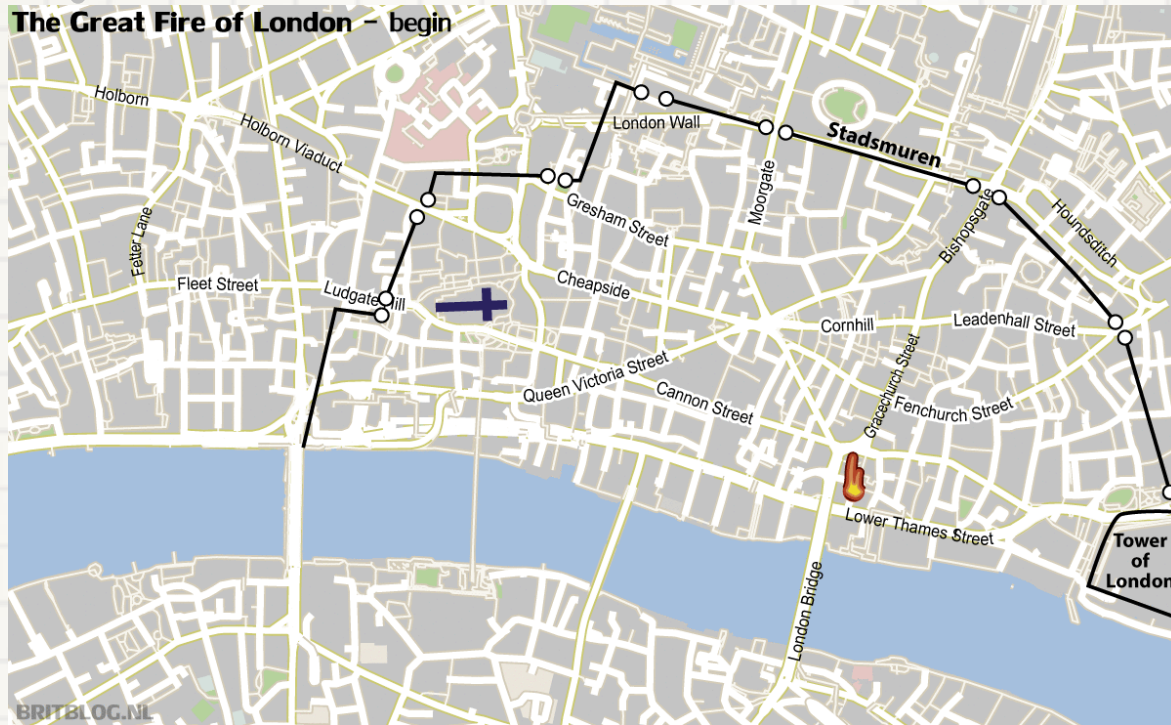 The Great Fire of London – begin
Holborn
Holborn Viaduct
London Wall
Stadsmuren
Moorgate
Gresham Street
Bishopsgate
Houndsditch
Fetter Lane
Fleet Street
Ludgate Hill
Cheapside
Cornhill
Leadenhall Street
Queen Victoria Street
Cannon Street
Gracechurch Street
Fenchurch Street
Lower Thames Street
Tower
of
London
London Bridge
BRITBLOG.NL